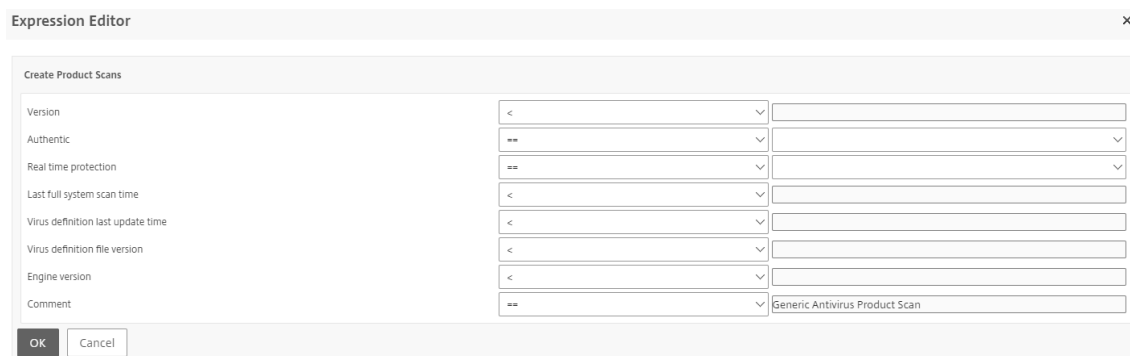 Expression Editor ×
Create Product Scans
Version <
Authentic ==
Real time protection ==
Last full system scan time <
Virus definition last update time <
Virus definition file version <
Engine version <
Comment == Generic Antivirus Product Scan
OK Cancel